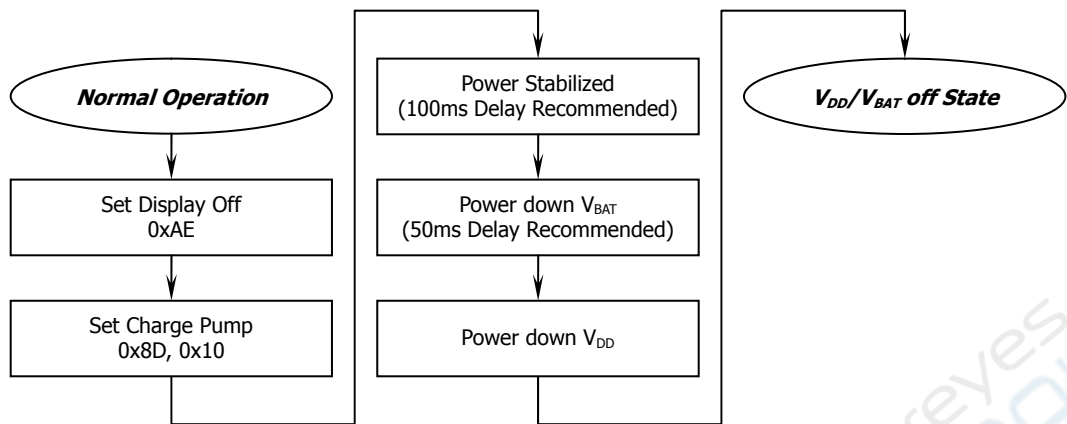 Normal Operation
Set Display Off
0xAE
Set Charge Pump
0x8D, 0x10
Power Stabilized
(100ms Delay Recommended)
Power down VBAT
(50ms Delay Recommended)
Power down VDD
VDD/VBAT off State